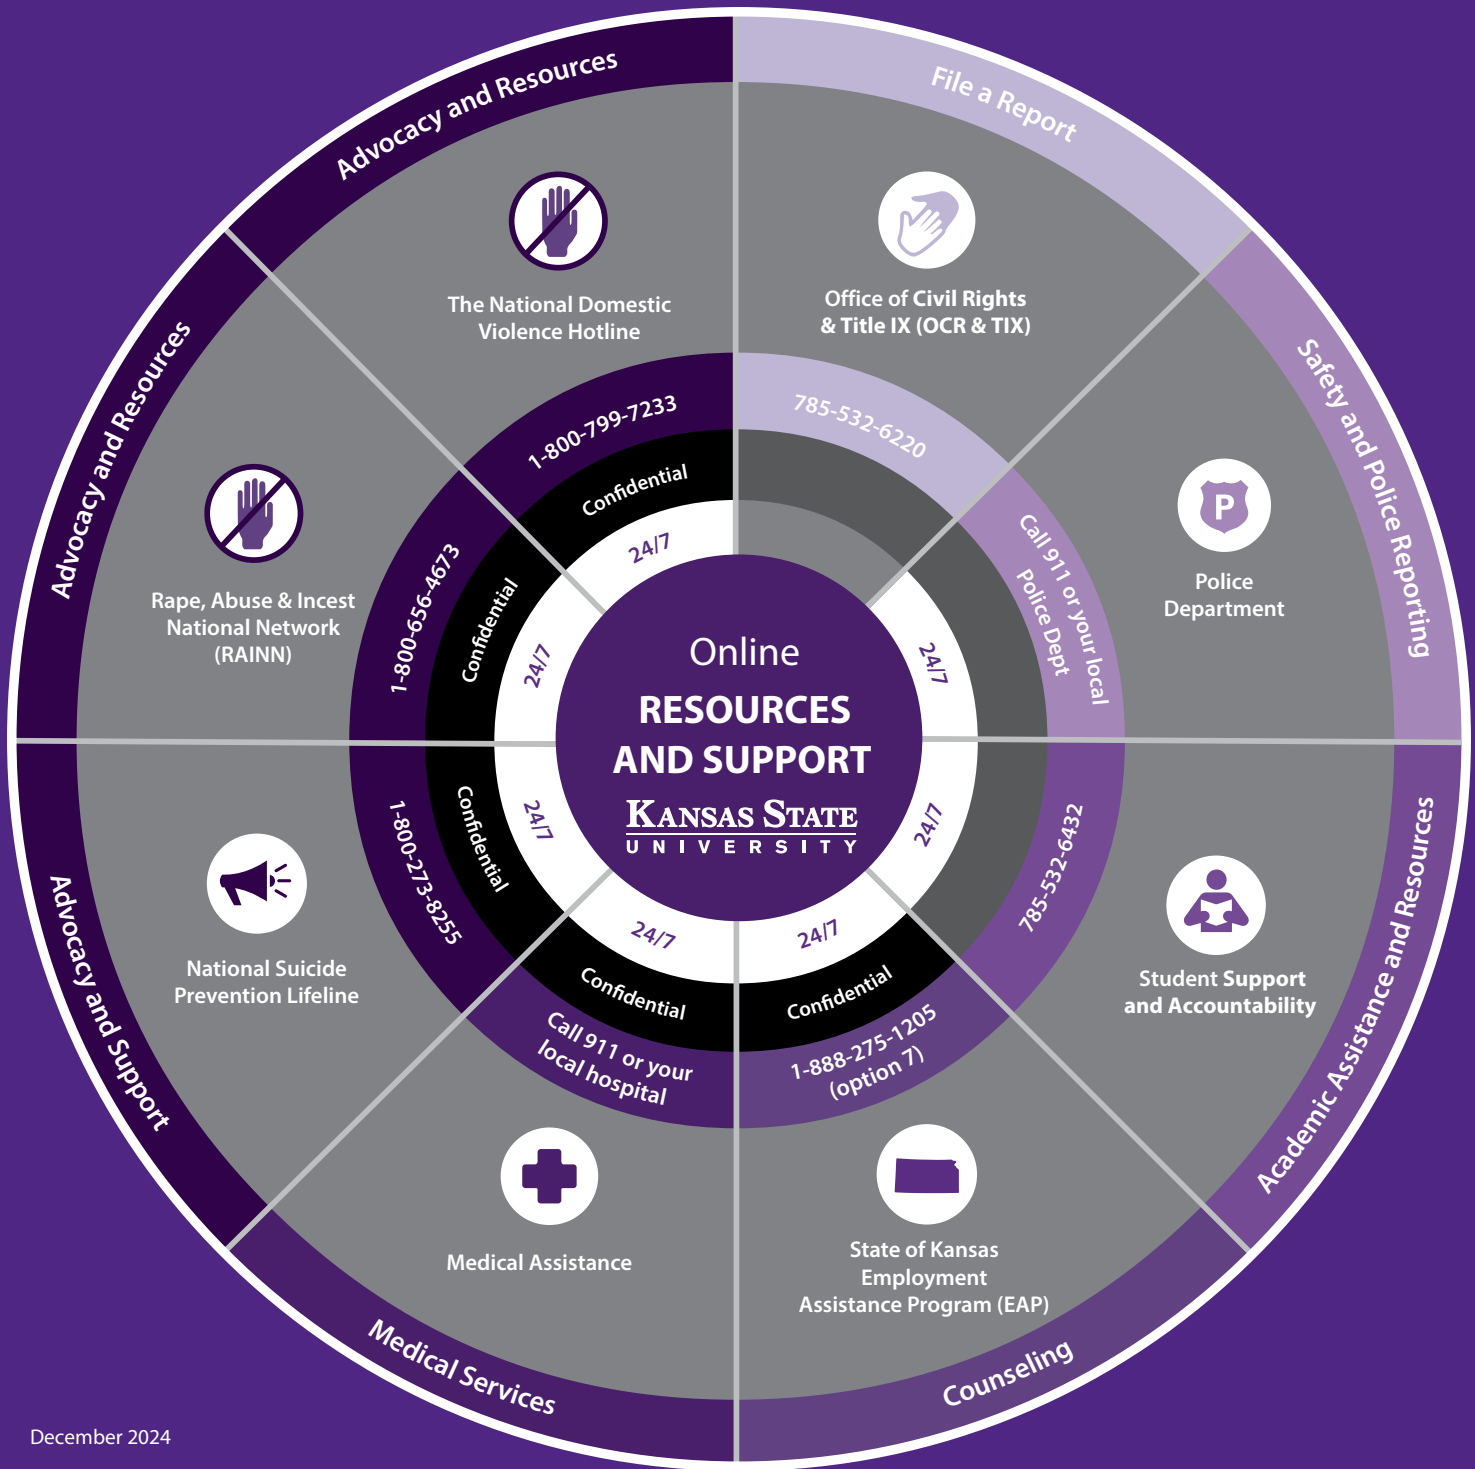 Online
RESOURCES
AND SUPPORT
KANSAS STATE
UNIVERSITY
File a Report
Office of Civil Rights
& Title IX (OCR & TIX)
785-532-6220
Safety and Police Reporting
P
Police
Department
Call 911 or your local
Police Dept
24/7
Academic Assistance and Resources
Student Support
and Accountability
785-532-6432
24/7
Counseling
State of Kansas
Employment
Assistance Program (EAP)
1-888-275-1205
(option 7)
Confidential
24/7
Medical Services
Medical Assistance
Call 911 or your
local hospital
Confidential
24/7
Advocacy and Support
National Suicide
Prevention Lifeline
1-800-273-8255
Confidential
24/7
Advocacy and Resources
Rape, Abuse & Incest
National Network
(RAINN)
1-800-656-4673
Confidential
24/7
Advocacy and Resources
The National Domestic
Violence Hotline
1-800-799-7233
Confidential
24/7
December 2024